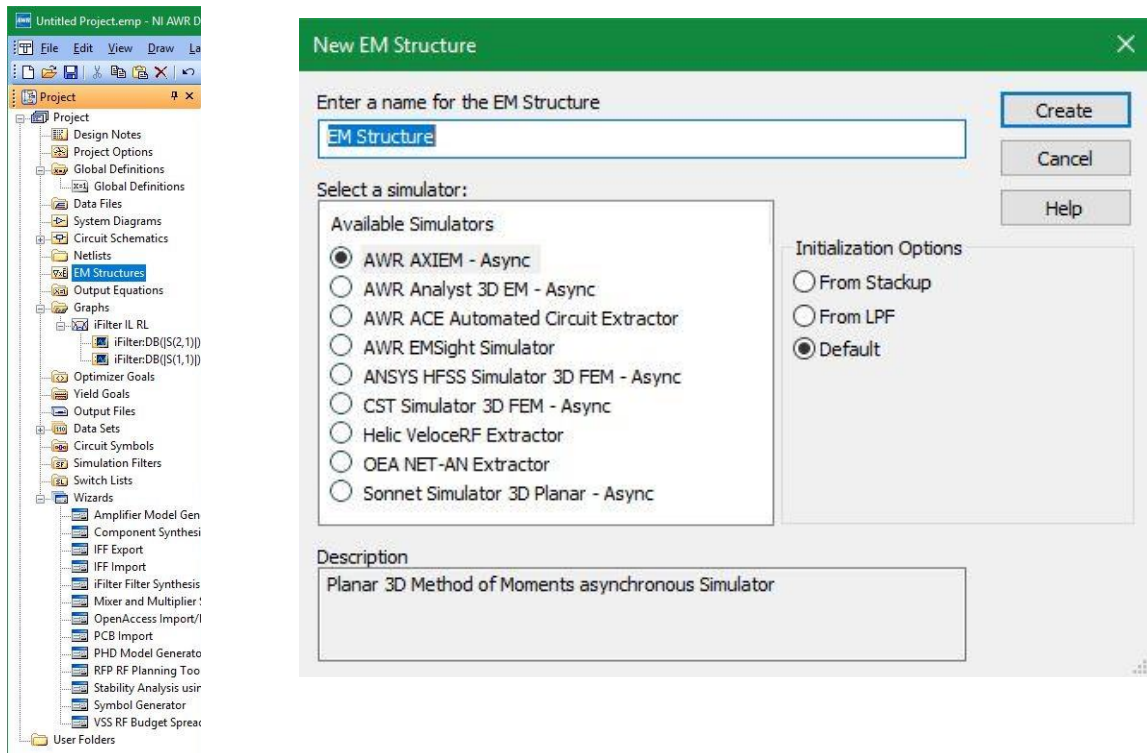 Untitled Project.emp - NI AWR D
File Edit View Draw La
Project
Project
Design Notes
Project Options
Global Definitions
Global Definitions
Data Files
System Diagrams
Circuit Schematics
Netlists
EM Structures
Output Equations
Graphs
iFilter IL RL
iFilter:DB(|S(2,1)|)
iFilter:DB(|S(1,1)|)
Optimizer Goals
Yield Goals
Output Files
Data Sets
Circuit Symbols
Simulation Filters
Switch Lists
Wizards
Amplifier Model Gen
Component Synthesi
IFF Export
IFF Import
iFilter Filter Synthesis
Mixer and Multiplier
OpenAccess Import/
PCB Import
PHD Model Generato
RFP RF Planning Too
Stability Analysis usin
Symbol Generator
VSS RF Budget Spread
User Folders
New EM Structure
Enter a name for the EM Structure
EM Structure
Create
Cancel
Help
Select a simulator:
Available Simulators
AWR AXIEM - Async
AWR Analyst 3D EM - Async
AWR ACE Automated Circuit Extractor
AWR EMSight Simulator
ANSYS HFSS Simulator 3D FEM - Async
CST Simulator 3D FEM - Async
Helic VeloceRF Extractor
OEA NET-AN Extractor
Sonnet Simulator 3D Planar - Async
Initialization Options
From Stackup
From LPF
Default
Description
Planar 3D Method of Moments asynchronous Simulator